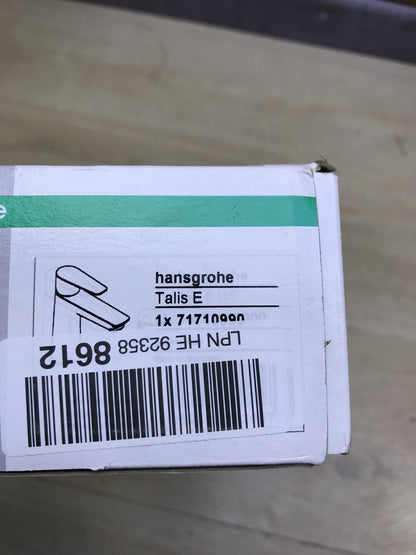 e
hansgrohe
Talis E
1x 71710990
LPN HE 92358 8612